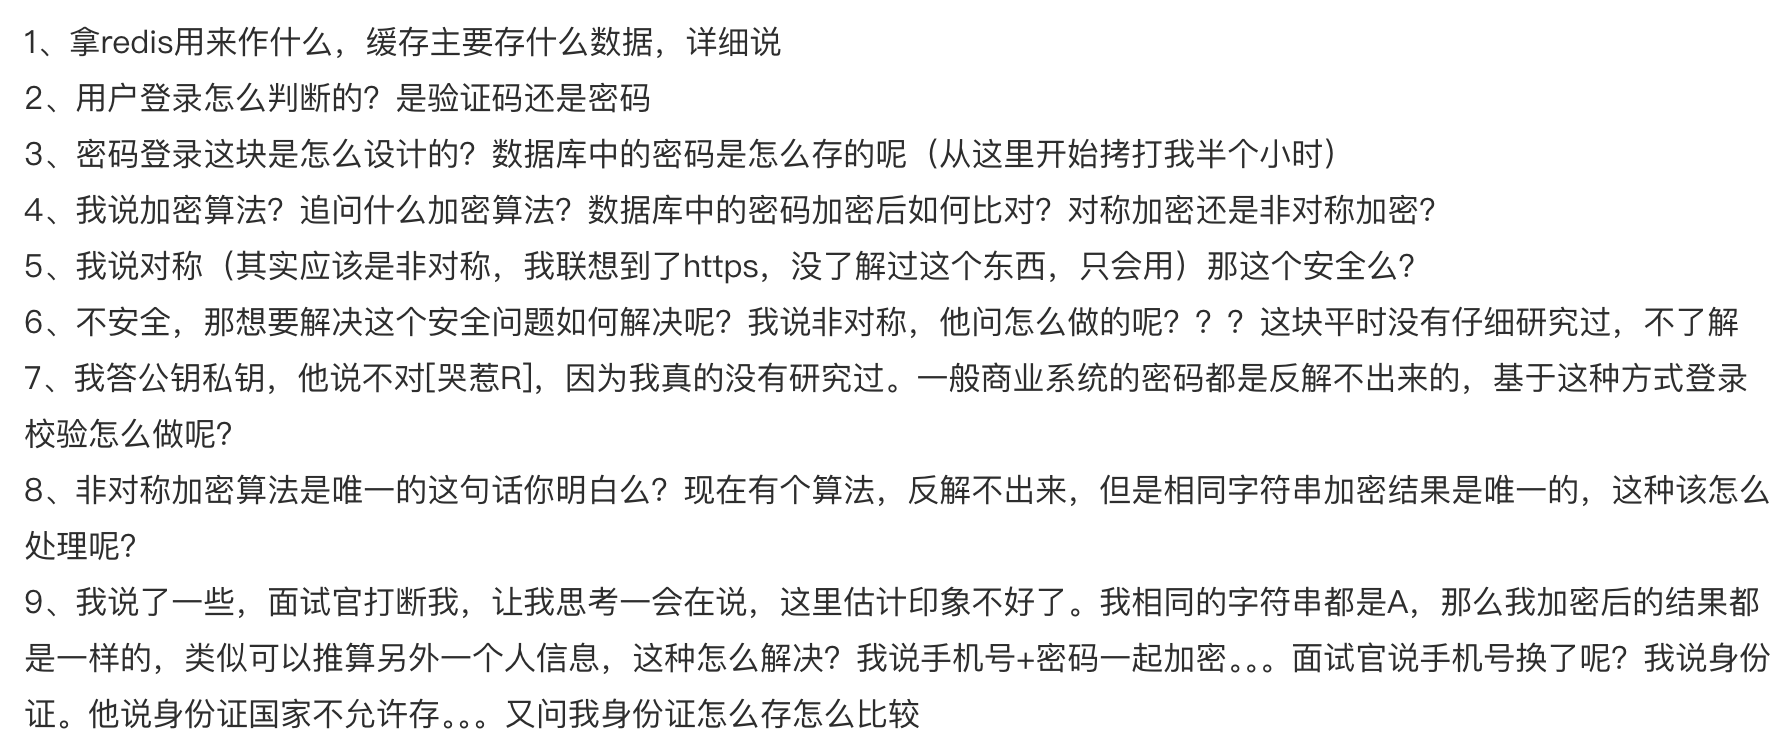 1、拿redis用来作什么，缓存主要存什么数据，详细说
2、用户登录怎么判断的？是验证码还是密码
3、密码登录这块是怎么设计的？数据库中的密码是怎么存的呢（从这里开始拷打我半个小时）
4、我说加密算法？追问什么加密算法？数据库中的密码加密后如何比对？对称加密还是非对称加密？
5、我说对称（其实应该是非对称，我联想到了https，没了解过这个东西，只会用）那这个安全么？
6、不安全，那想要解决这个安全问题如何解决呢？我说非对称，他问怎么做的呢？？？这块平时没有仔细研究过，不了解
7、我答公钥私钥，他说不对[哭惹R]，因为我真的没有研究过。一般商业系统的密码都是反解不出来的，基于这种方式登录
校验怎么做呢？
8、非对称加密算法是唯一的这句话你明白么？现在有个算法，反解不出来，但是相同字符串加密结果是唯一的，这种该怎么
处理呢？
9、我说了一些，面试官打断我，让我思考一会在说，这里估计印象不好了。我相同的字符串都是A，那么我加密后的结果都
是一样的，类似可以推算另外一个人信息，这种怎么解决？我说手机号+密码一起加密。。。面试官说手机号换了呢？我说身份
证。他说身份证国家不允许存。。。又问我身份证怎么存怎么比较